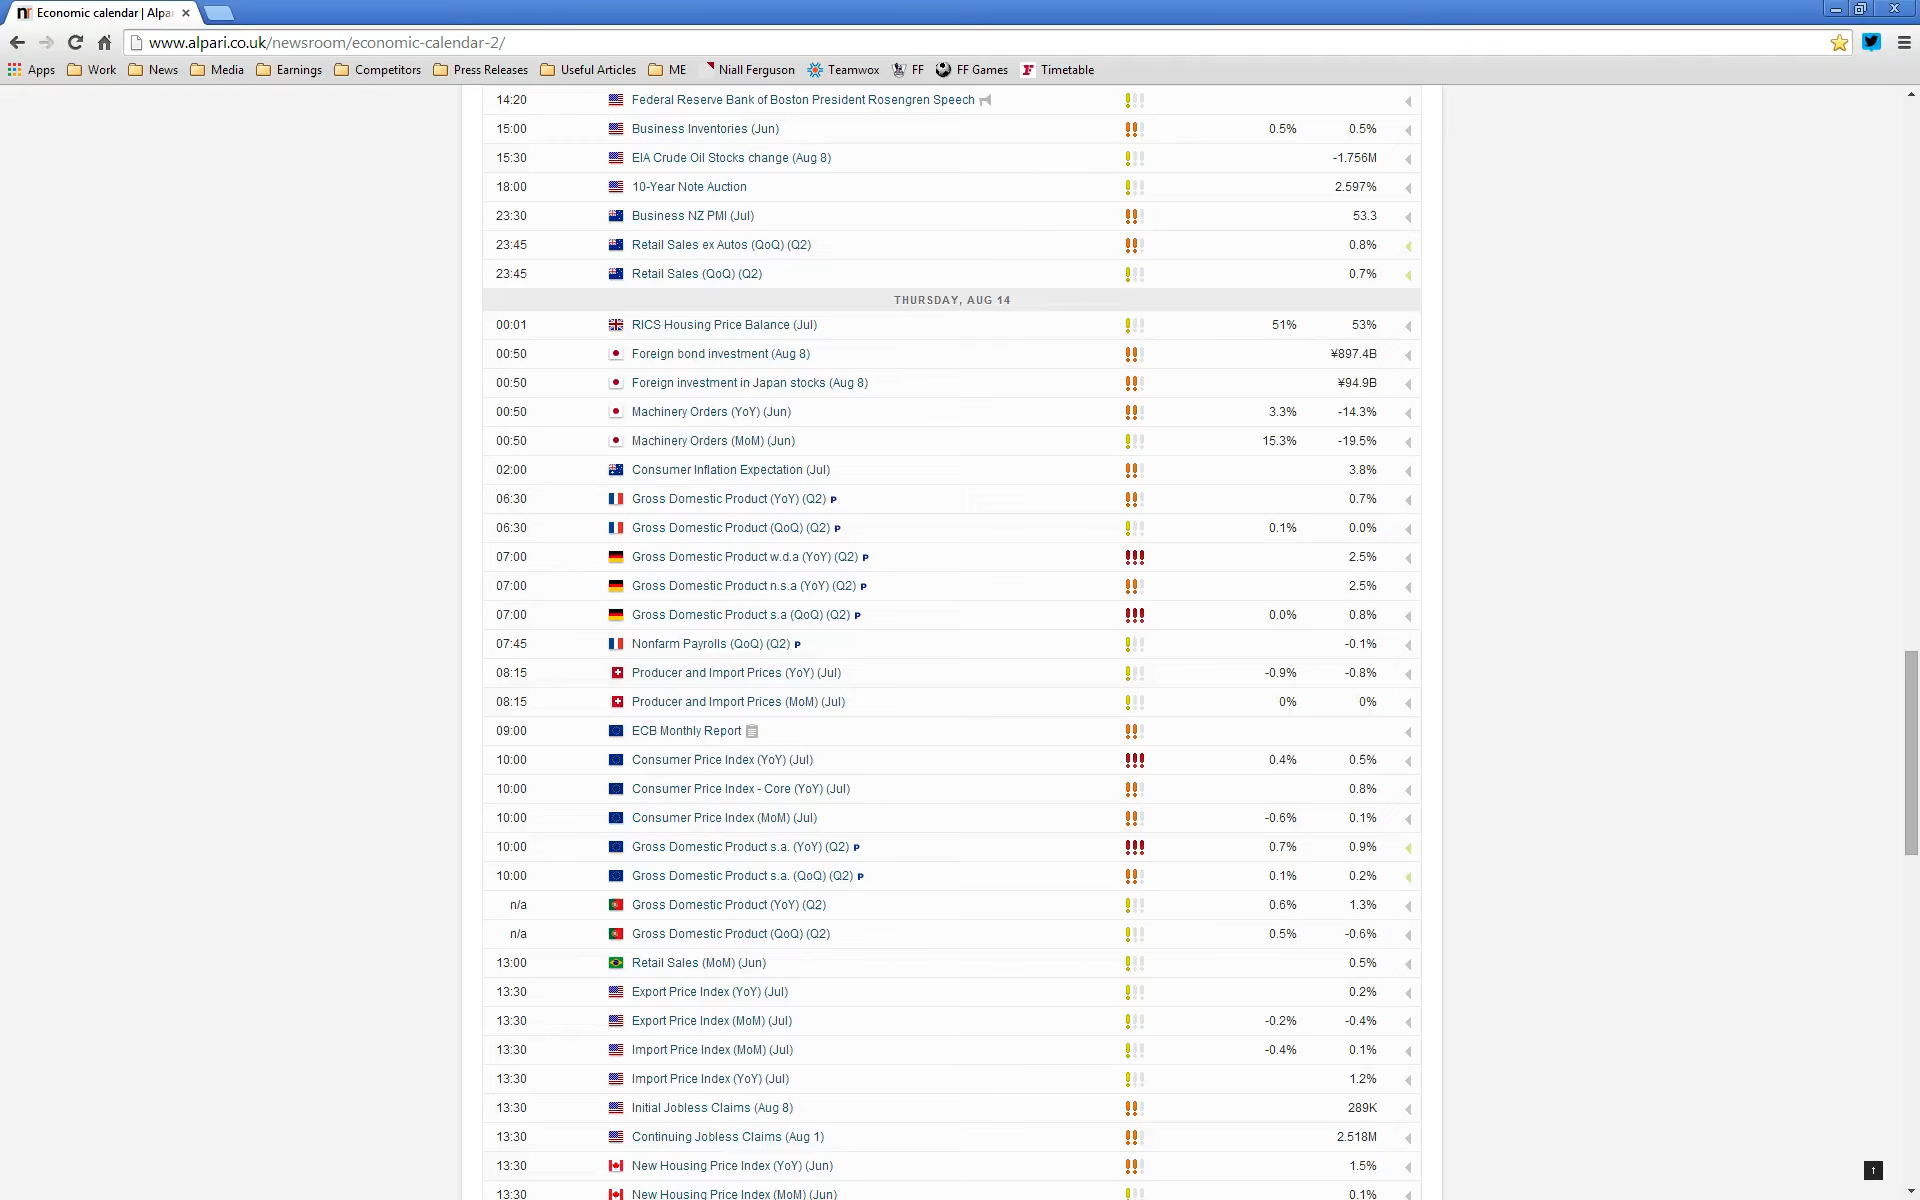 Economic calendar | Alpa
www.alpari.co.uk/newsroom/economic-calendar-2/
Apps Work News Media Earnings Competitors Press Releases Useful Articles ME Niall Ferguson Teamwox FF FF Games Timetable
14:20 Federal Reserve Bank of Boston President Rosengren Speech
15:00 Business Inventories (Jun) 0.5% 0.5%
15:30 EIA Crude Oil Stocks change (Aug 8) -1.756M
18:00 10-Year Note Auction 2.597%
23:30 Business NZ PMI (Jul) 53.3
23:45 Retail Sales ex Autos (QoQ) (Q2) 0.8%
23:45 Retail Sales (QoQ) (Q2) 0.7%
THURSDAY, AUG 14
00:01 RICS Housing Price Balance (Jul) 51% 53%
00:50 Foreign bond investment (Aug 8) ¥897.4B
00:50 Foreign investment in Japan stocks (Aug 8) ¥94.9B
00:50 Machinery Orders (YoY) (Jun) 3.3% -14.3%
00:50 Machinery Orders (MoM) (Jun) 15.3% -19.5%
02:00 Consumer Inflation Expectation (Jul) 3.8%
06:30 Gross Domestic Product (YoY) (Q2) P 0.7%
06:30 Gross Domestic Product (QoQ) (Q2) P 0.1% 0.0%
07:00 Gross Domestic Product w.d.a (YoY) (Q2) P 2.5%
07:00 Gross Domestic Product n.s.a (YoY) (Q2) P 2.5%
07:00 Gross Domestic Product s.a (QoQ) (Q2) P 0.0% 0.8%
07:45 Nonfarm Payrolls (QoQ) (Q2) P -0.1%
08:15 Producer and Import Prices (YoY) (Jul) -0.9% -0.8%
08:15 Producer and Import Prices (MoM) (Jul) 0% 0%
09:00 ECB Monthly Report
10:00 Consumer Price Index (YoY) (Jul) 0.4% 0.5%
10:00 Consumer Price Index - Core (YoY) (Jul) 0.8%
10:00 Consumer Price Index (MoM) (Jul) -0.6% 0.1%
10:00 Gross Domestic Product s.a. (YoY) (Q2) P 0.7% 0.9%
10:00 Gross Domestic Product s.a. (QoQ) (Q2) P 0.1% 0.2%
n/a Gross Domestic Product (YoY) (Q2) 0.6% 1.3%
n/a Gross Domestic Product (QoQ) (Q2) 0.5% -0.6%
13:00 Retail Sales (MoM) (Jun) 0.5%
13:30 Export Price Index (YoY) (Jul) 0.2%
13:30 Export Price Index (MoM) (Jul) -0.2% -0.4%
13:30 Import Price Index (MoM) (Jul) -0.4% 0.1%
13:30 Import Price Index (YoY) (Jul) 1.2%
13:30 Initial Jobless Claims (Aug 8) 289K
13:30 Continuing Jobless Claims (Aug 1) 2.518M
13:30 New Housing Price Index (YoY) (Jun) 1.5%
13:30 New Housing Price Index (MoM) (Jun) 0.1%